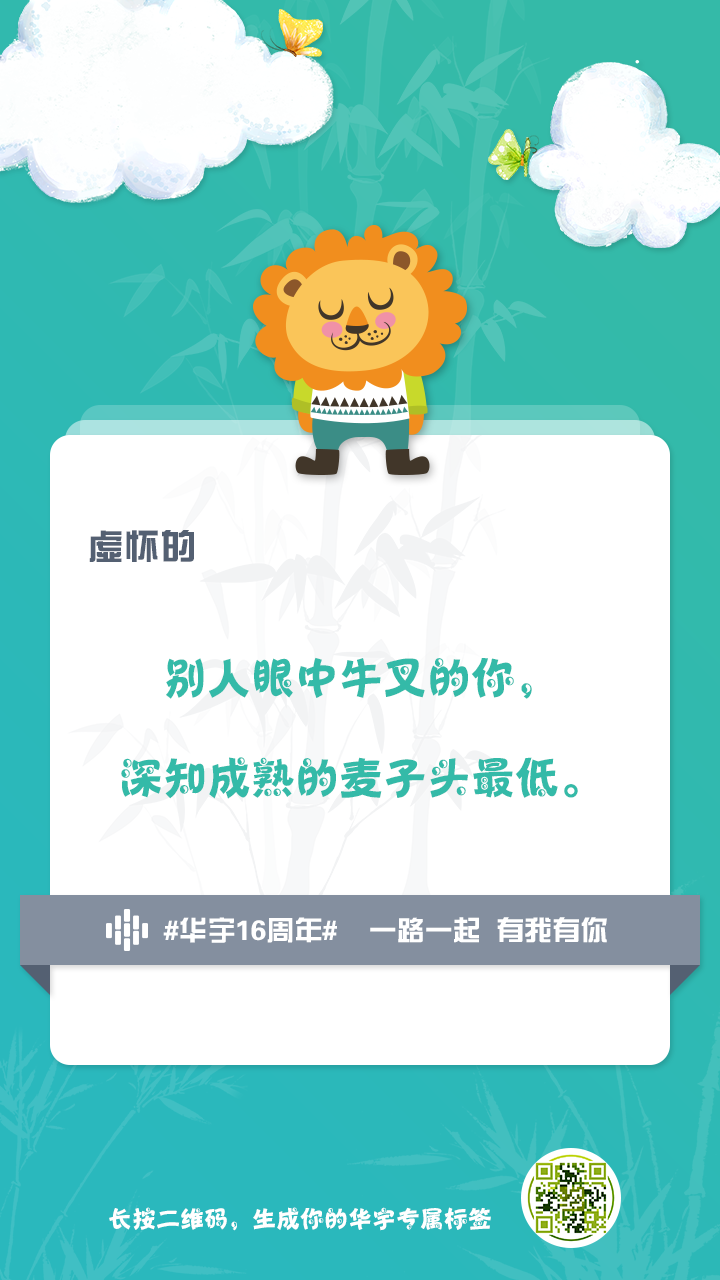 虚怀的
别人眼中牛叉的你，
深知成熟的麦子头最低。
#华宇16周年# 一路一起 有我有你
长按二维码，生成你的华宇专属标签